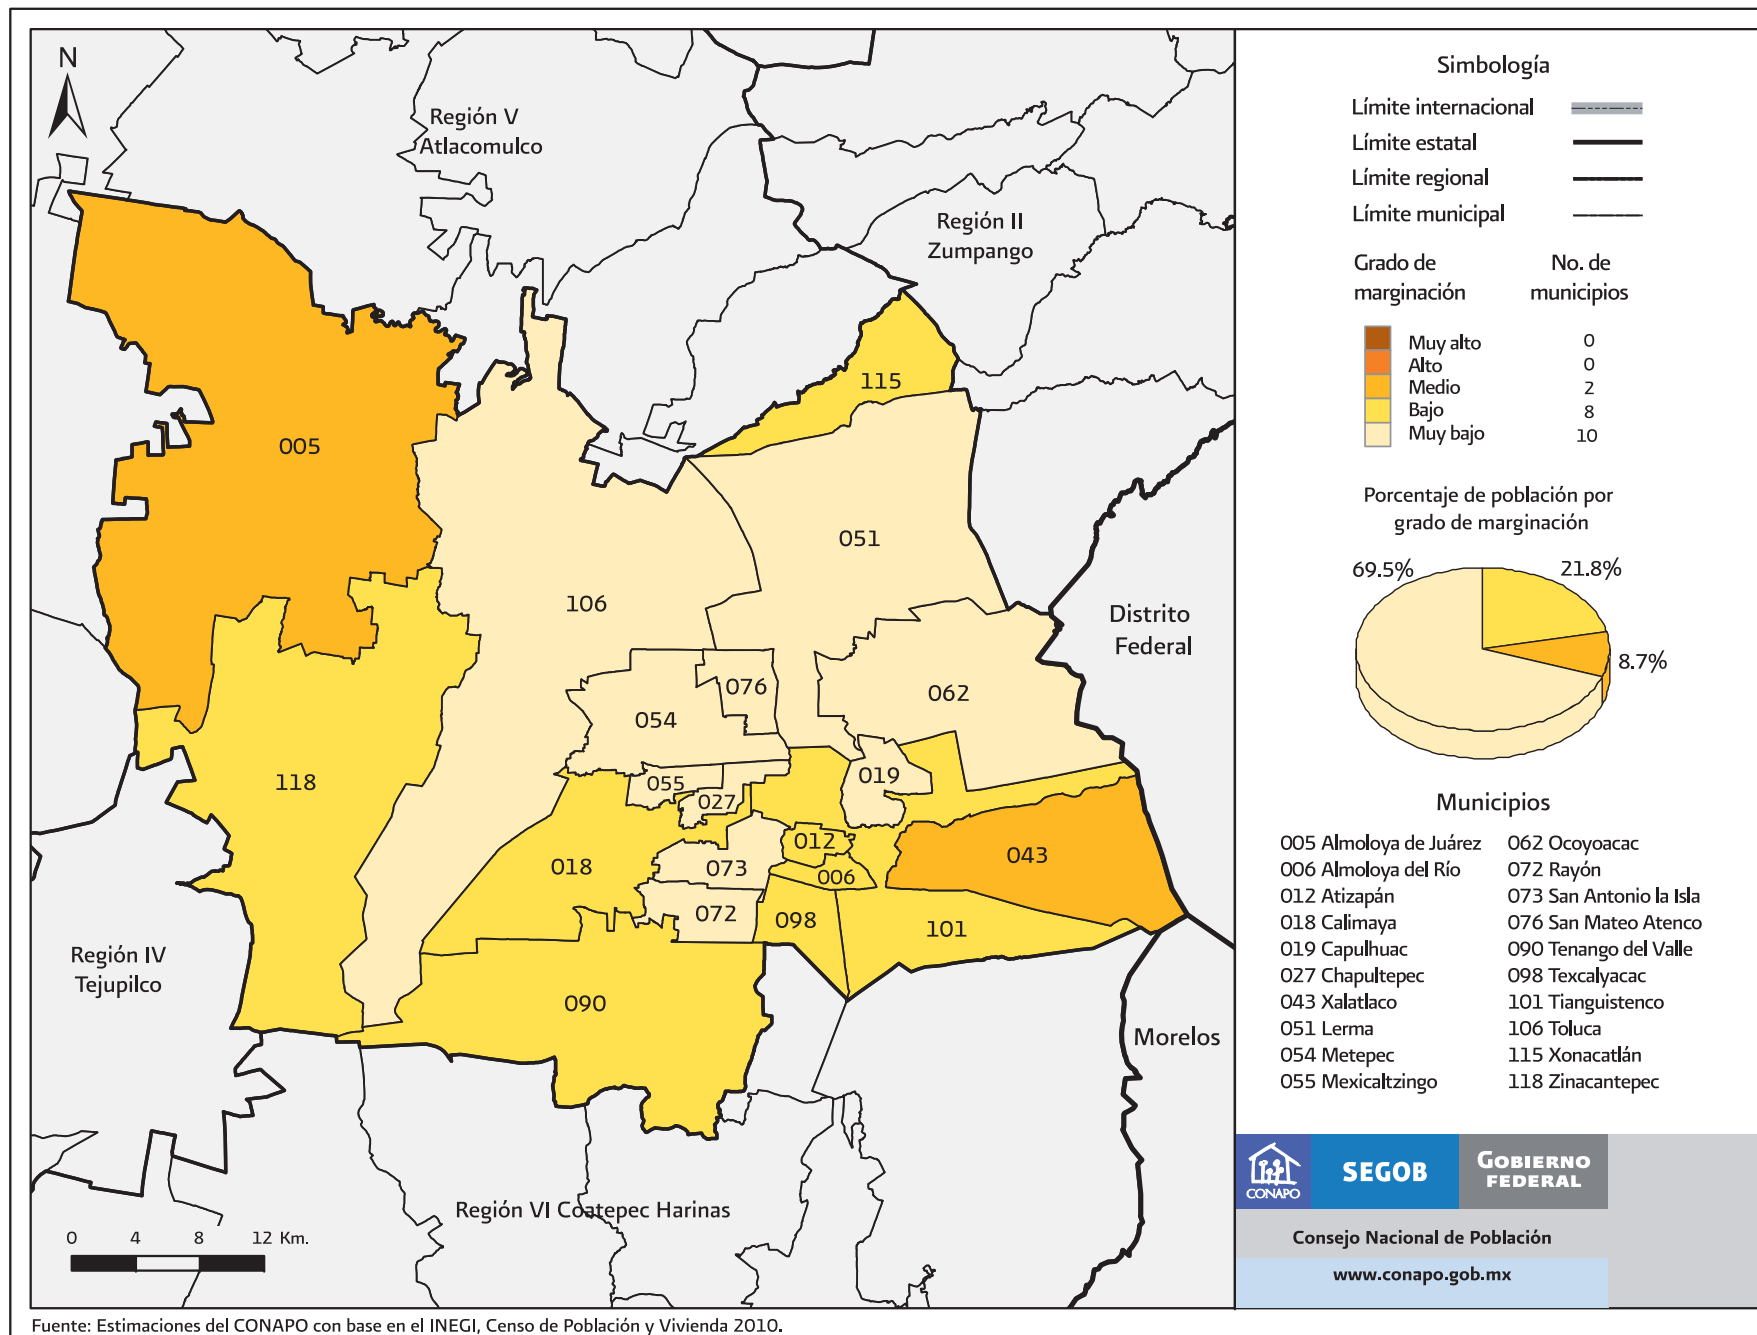 N
Región V
Atlacomulco
Región II
Zumpango
115
005
051
106
Distrito
Federal
076
062
054
118
055
027
019
018
012
073
006
043
072
098
101
Región IV
Tejupilco
090
Morelos
Región VI Coatepec Harinas
0 4 8 12 Km.
Simbología
Límite internacional
Límite estatal
Límite regional
Límite municipal
Grado de marginación
No. de municipios
Muy alto 0
Alto 0
Medio 2
Bajo 8
Muy bajo 10
Porcentaje de población por
grado de marginación
69.5% 21.8%
8.7%
Municipios
005 Almoloya de Juárez 062 Ocoyoacac
006 Almoloya del Río 072 Rayón
012 Atizapán 073 San Antonio la Isla
018 Calimaya 076 San Mateo Atenco
019 Capulhuac 090 Tenango del Valle
027 Chapultepec 098 Texcalyacac
043 Xalatlaco 101 Tianguistenco
051 Lerma 106 Toluca
054 Metepec 115 Xonacatlán
055 Mexicaltzingo 118 Zinacantepec
CONAPO
SEGOB
GOBIERNO
FEDERAL
Consejo Nacional de Población
www.conapo.gob.mx
Fuente: Estimaciones del CONAPO con base en el INEGI, Censo de Población y Vivienda 2010.